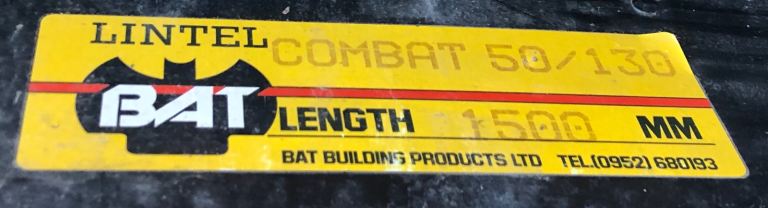 LINTEL COMBAT 50/130
BAT
LENGTH 1500 MM
BAT BUILDING PRODUCTS LTD TEL.(0952) 680193